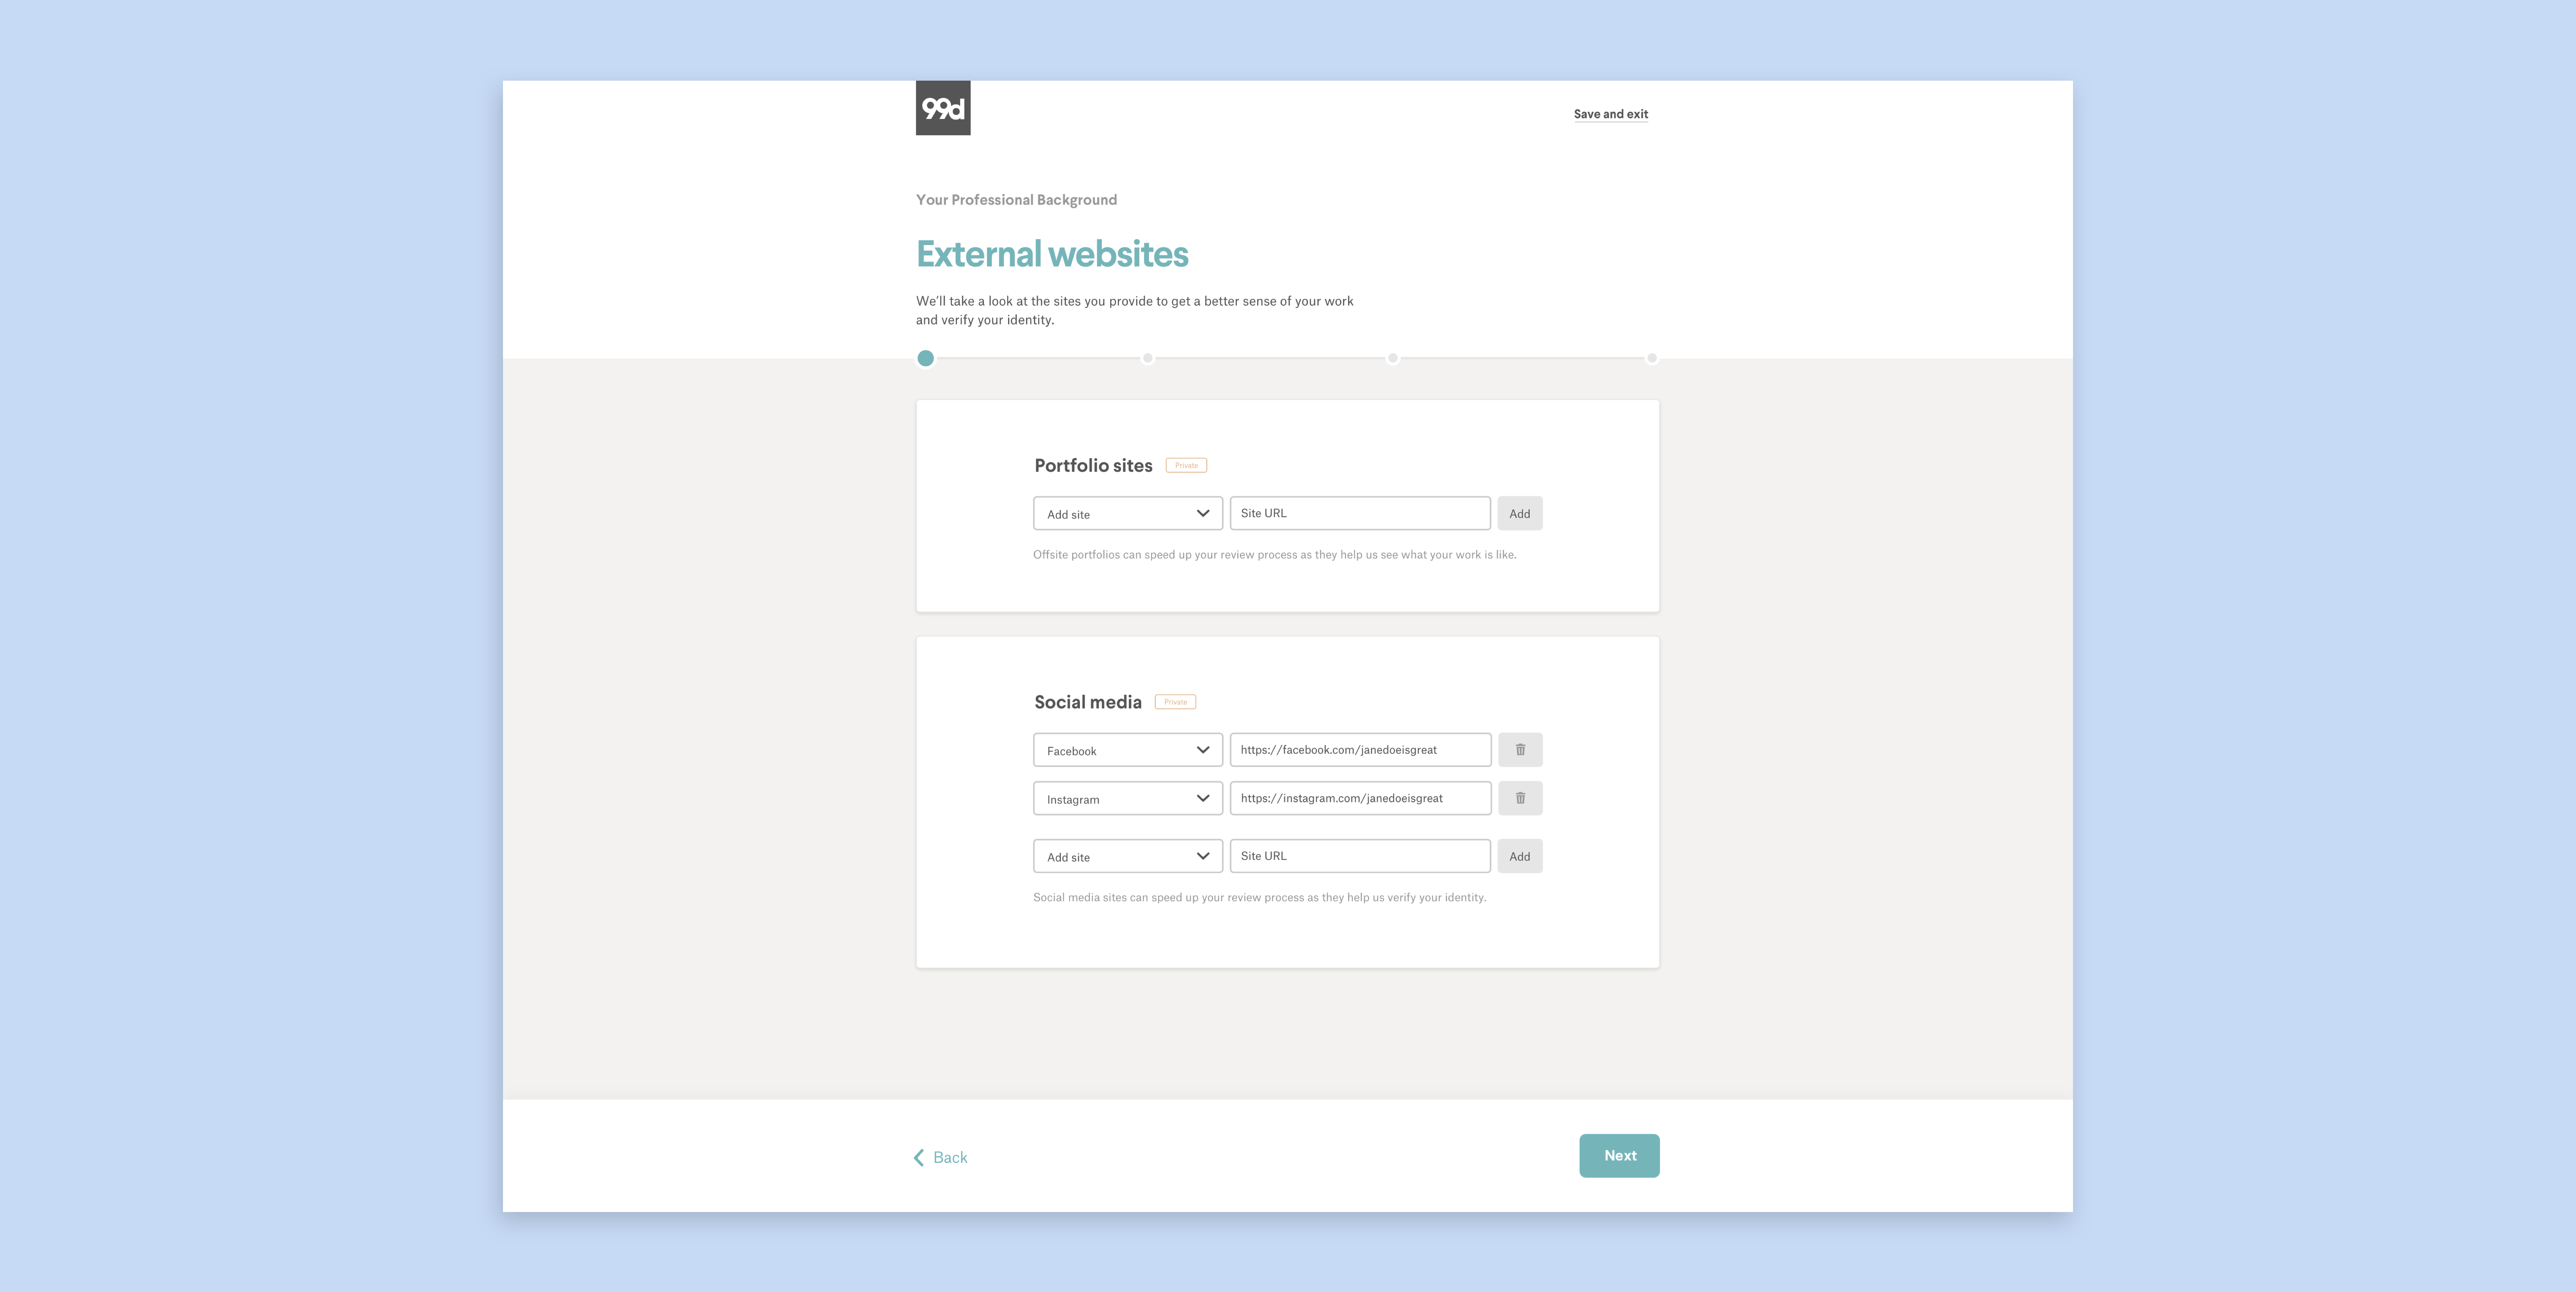 99d
Save and exit
Your Professional Background
External websites
We'll take a look at the sites you provide to get a better sense of your work
and verify your identity.
Portfolio sites Private
Add site Site URL Add
Offsite portfolios can speed up your review process as they help us see what your work is like.
Social media Private
Facebook https://facebook.com/janedoeisgreat
Instagram https://instagram.com/janedoeisgreat
Add site Site URL Add
Social media sites can speed up your review process as they help us verify your identity.
Back
Next